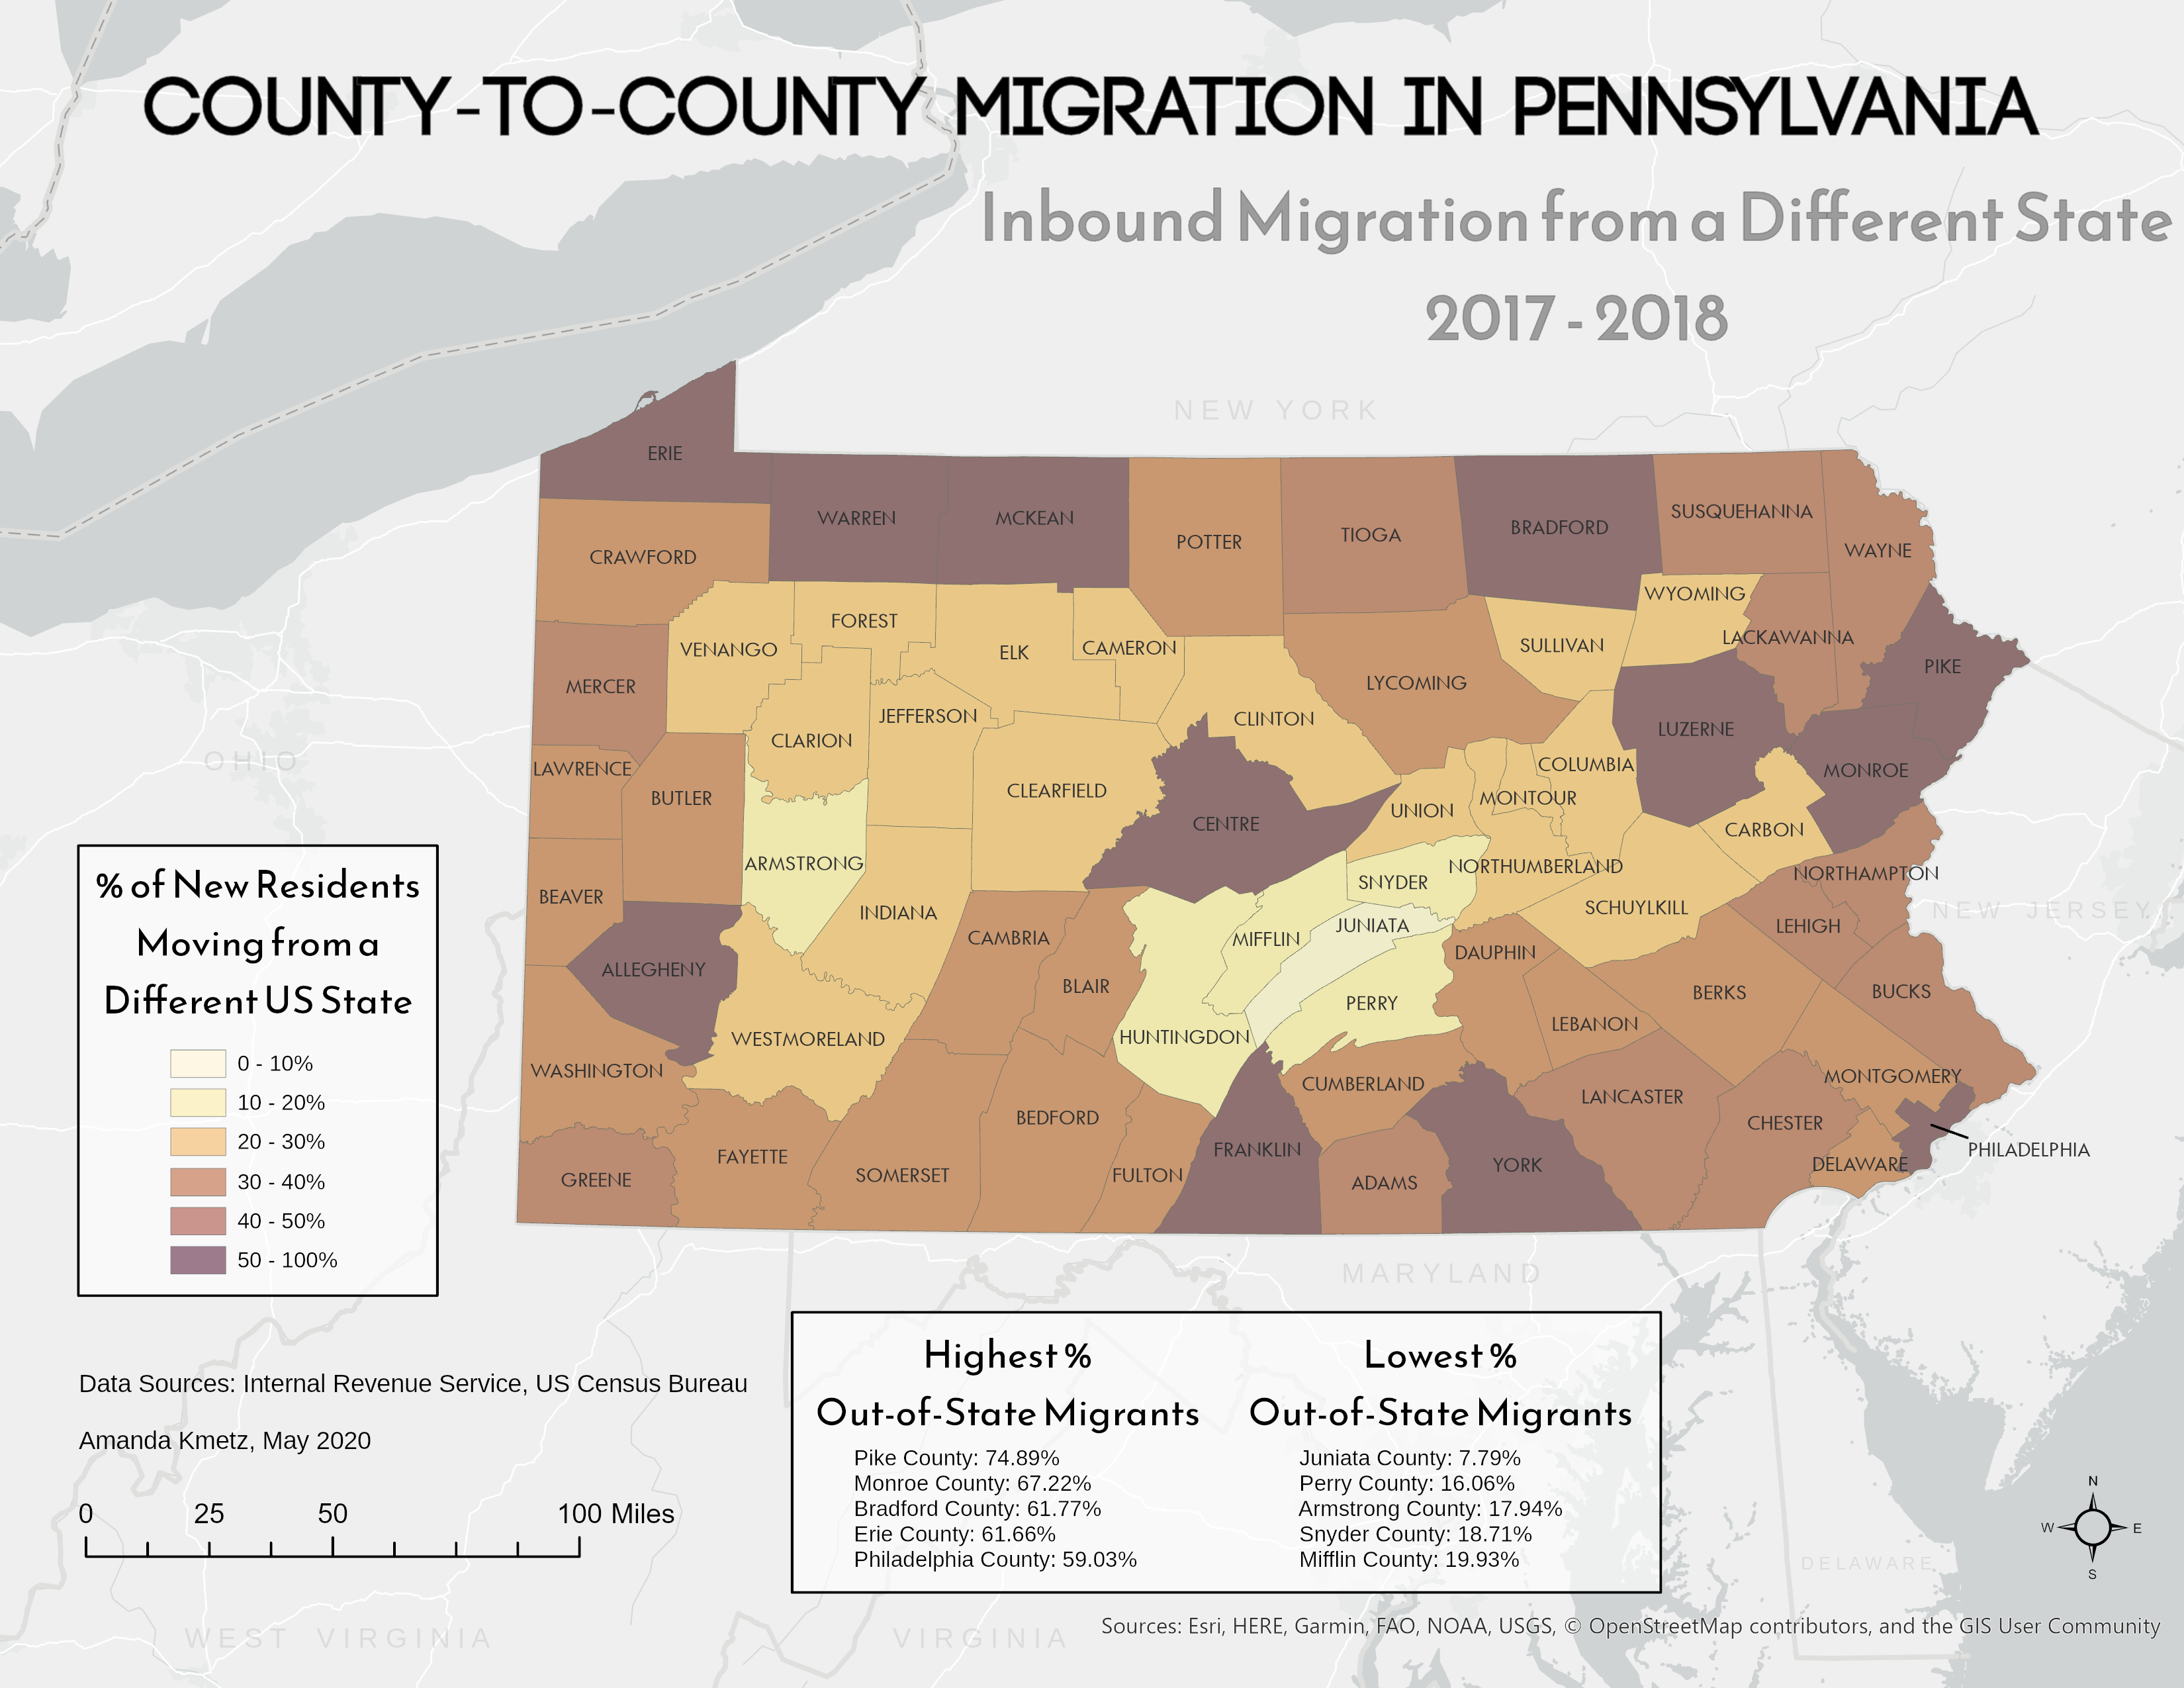 COUNTY-TO-COUNTY MIGRATION IN PENNSYLVANIA
Inbound Migration from a Different State
2017 - 2018
NEW YORK
ERIE
WARREN
MCKEAN
POTTER
TIOGA
BRADFORD
SUSQUEHANNA
WAYNE
CRAWFORD
FOREST
WYOMING
VENANGO
ELK
CAMERON
SULLIVAN
LACKAWANNA
PIKE
MERCER
LYCOMING
JEFFERSON
CLINTON
LUZERNE
CLARION
OHIO
LAWRENCE
COLUMBIA
MONROE
BUTLER
CLEARFIELD
MONTOUR
UNION
CENTRE
CARBON
ARMSTRONG
NORTHUMBERLAND
NORTHAMPTON
SNYDER
BEAVER
INDIANA
SCHUYLKILL
NEW JERSEY
JUNIATA
LEHIGH
CAMBRIA
MIFFLIN
DAUPHIN
ALLEGHENY
BLAIR
BERKS
BUCKS
PERRY
LEBANON
HUNTINGDON
WESTMORELAND
WASHINGTON
CUMBERLAND
MONTGOMERY
LANCASTER
BEDFORD
CHESTER
FRANKLIN
PHILADELPHIA
FAYETTE
DELAWARE
YORK
GREENE
SOMERSET
FULTON
ADAMS
MARYLAND
% of New Residents
Moving from a
Different US State
0 - 10%
10 - 20%
20 - 30%
30 - 40%
40 - 50%
50 - 100%
Data Sources: Internal Revenue Service, US Census Bureau
Amanda Kmetz, May 2020
0 25 50 100 Miles
Highest %
Out-of-State Migrants
Pike County: 74.89%
Monroe County: 67.22%
Bradford County: 61.77%
Erie County: 61.66%
Philadelphia County: 59.03%
Lowest %
Out-of-State Migrants
Juniata County: 7.79%
Perry County: 16.06%
Armstrong County: 17.94%
Snyder County: 18.71%
Mifflin County: 19.93%
N
W E
S
DELAWARE
WEST VIRGINIA
VIRGINIA
Sources: Esri, HERE, Garmin, FAO, NOAA, USGS, © OpenStreetMap contributors, and the GIS User Community